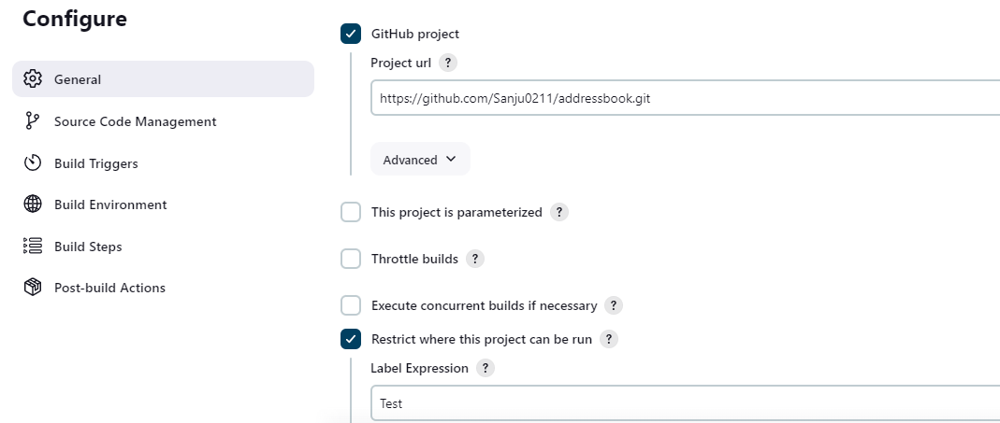 Configure
General
Source Code Management
Build Triggers
Build Environment
Build Steps
Post-build Actions
GitHub project
Project url ?
https://github.com/Sanju0211/addressbook.git
Advanced
This project is parameterized ?
Throttle builds ?
Execute concurrent builds if necessary ?
Restrict where this project can be run ?
Label Expression ?
Test